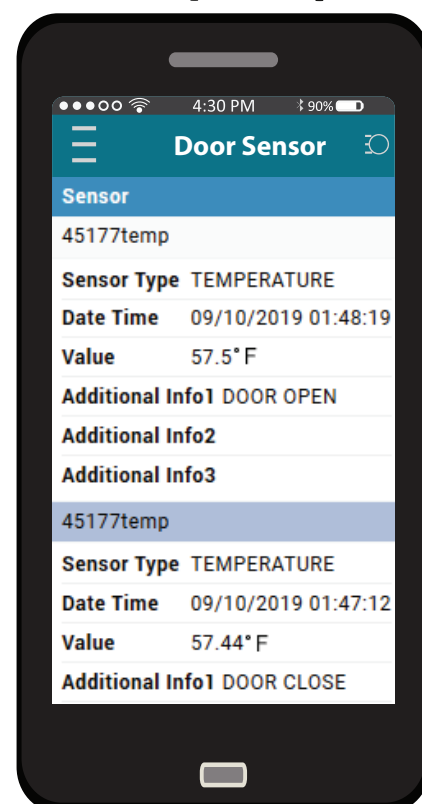 4:30 PM 90%
Door Sensor
Sensor
45177temp
Sensor Type TEMPERATURE
Date Time 09/10/2019 01:48:19
Value 57.5°F
Additional Info1 DOOR OPEN
Additional Info2
Additional Info3
45177temp
Sensor Type TEMPERATURE
Date Time 09/10/2019 01:47:12
Value 57.44°F
Additional Info1 DOOR CLOSE